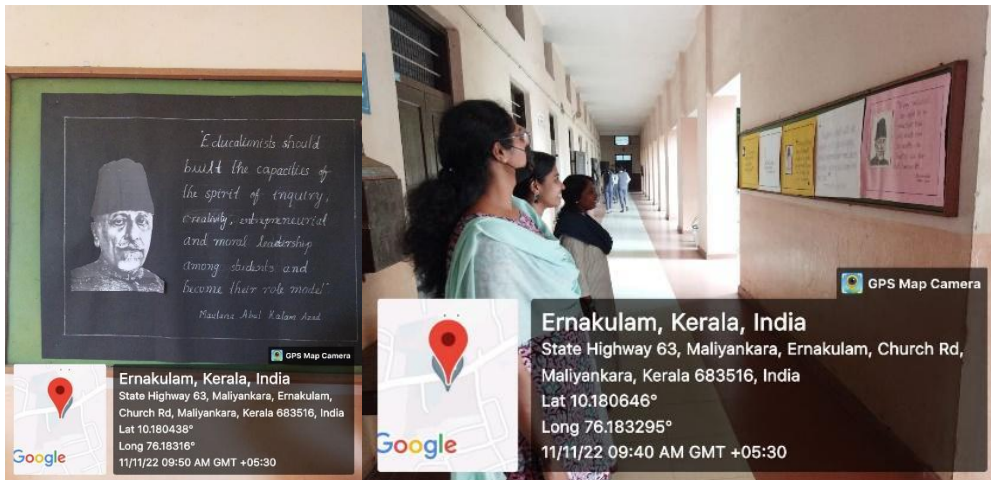 "Educationists should
built the capacities of
the spirit of inquiry,
creativity, entrepreneurial
and moral leadership
among students and
become their role model"
Maulana Abul Kalam Azad
GPS Map Camera
Ernakulam, Kerala, India
State Highway 63, Maliyankara, Ernakulam,
Church Rd, Maliyankara, Kerala 683516, India
Lat 10.180438°
Long 76.18316°
11/11/22 09:50 AM GMT +05:30
Google
GPS Map Camera
Ernakulam, Kerala, India
State Highway 63, Maliyankara, Ernakulam, Church Rd,
Maliyankara, Kerala 683516, India
Lat 10.180646°
Long 76.183295°
11/11/22 09:40 AM GMT +05:30
Google